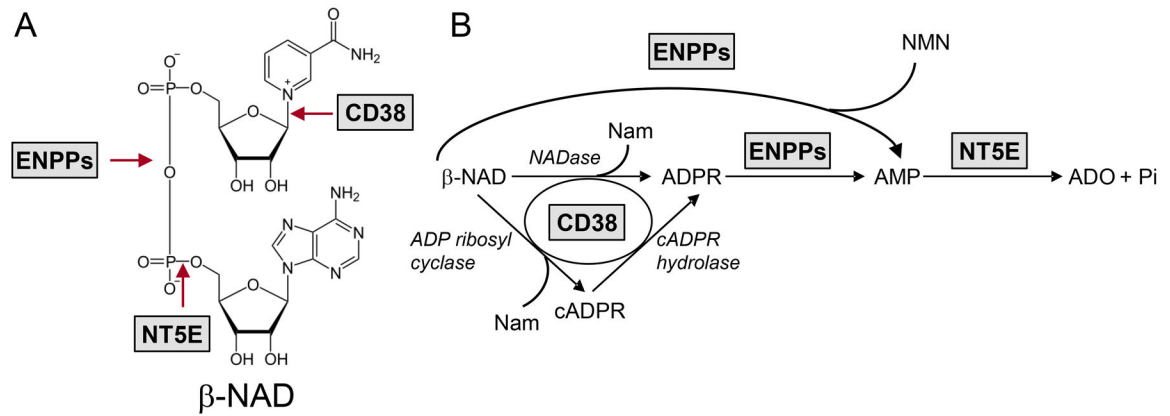 A
O
NH2
O−
O=P-O
N+
O
CD38
ENPPs
O
OH OH
NH2
N N
O=P-O
O−
N N
O
NT5E
OH OH
β-NAD
B
ENPPs
NMN
Nam
NADase
ENPPs
NT5E
β-NAD
ADPR
AMP
ADO + Pi
CD38
ADP ribosyl
cyclase
cADPR
hydrolase
Nam
cADPR